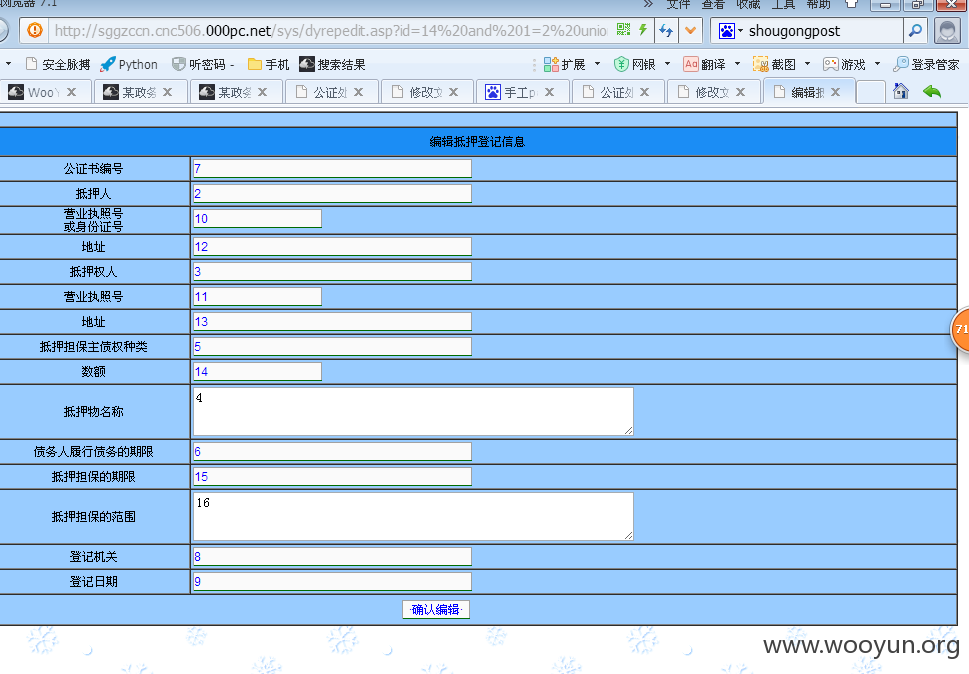 浏览器 7.1
» 文件 查看 收藏 工具 帮助
http://sggzccn.cnc506.000pc.net/sys/dyrepedit.asp?id=14%20and%201=2%20unio
shougongpost
安全脉搏 Python 听密码 - 手机 搜索结果 扩展 网银 翻译 截图 游戏 登录管家
Woo 某政务 某政务 公证处 修改文 手工p 公证处 修改文 编辑抵
编辑抵押登记信息
公证书编号 7
抵押人 2
营业执照号
或身份证号 10
地址 12
抵押权人 3
营业执照号 11
地址 13
抵押担保主债权种类 5
数额 14
抵押物名称 4
债务人履行债务的期限 6
抵押担保的期限 15
抵押担保的范围 16
登记机关 8
登记日期 9
·确认编辑·
71
www.wooyun.org